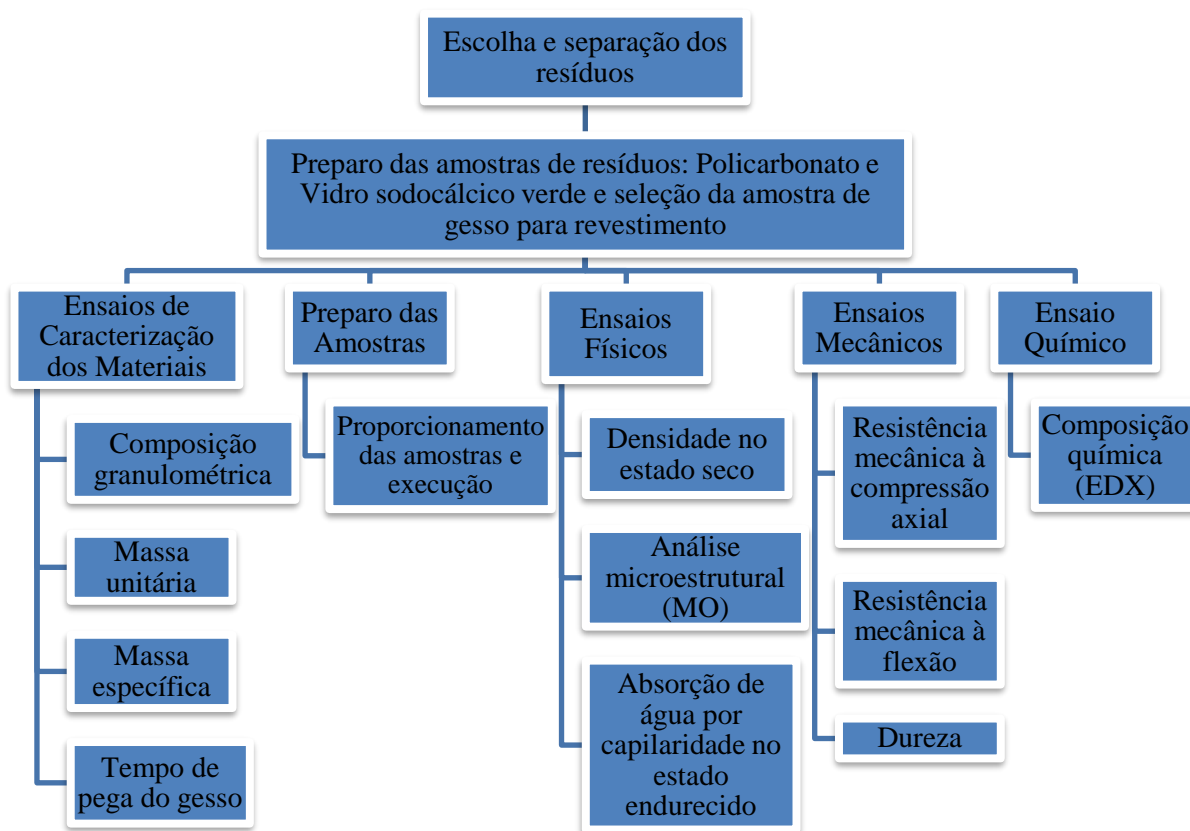 Escolha e separação dos
resíduos
Preparo das amostras de resíduos: Policarbonato e
Vidro sodocálcico verde e seleção da amostra de
gesso para revestimento
Ensaios de
Caracterização
dos Materiais
Composição
granulométrica
Massa
unitária
Massa
específica
Tempo de
pega do gesso
Preparo das
Amostras
Proporcionamento
das amostras e
execução
Ensaios
Físicos
Densidade no
estado seco
Análise
microestrutural
(MO)
Absorção de
água por
capilaridade no
estado
endurecido
Ensaios
Mecânicos
Resistência
mecânica à
compressão
axial
Resistência
mecânica à
flexão
Dureza
Ensaio
Químico
Composição
química
(EDX)